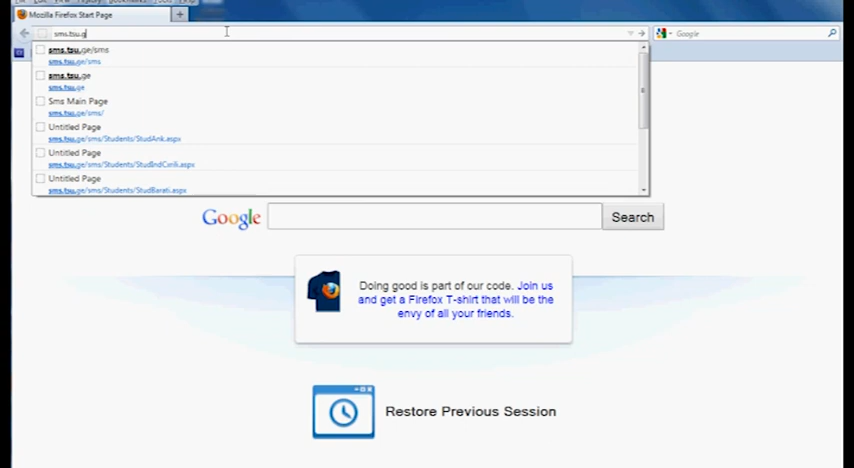 Mozilla Firefox Start Page
sms.tsu.g
Google
sms.tsu.ge/sms
sms.tsu.ge/sms
sms.tsu.ge
sms.tsu.ge
Sms Main Page
sms.tsu.ge/sms/
Untitled Page
sms.tsu.ge/sms/Students/StudAnk.aspx
Untitled Page
sms.tsu.ge/sms/Students/StudIndCxrili.aspx
Untitled Page
sms.tsu.ge/sms/Students/StudBarati.aspx
Google Search
Doing good is part of our code. Join us
and get a Firefox T-shirt that will be the
envy of all your friends.
Restore Previous Session